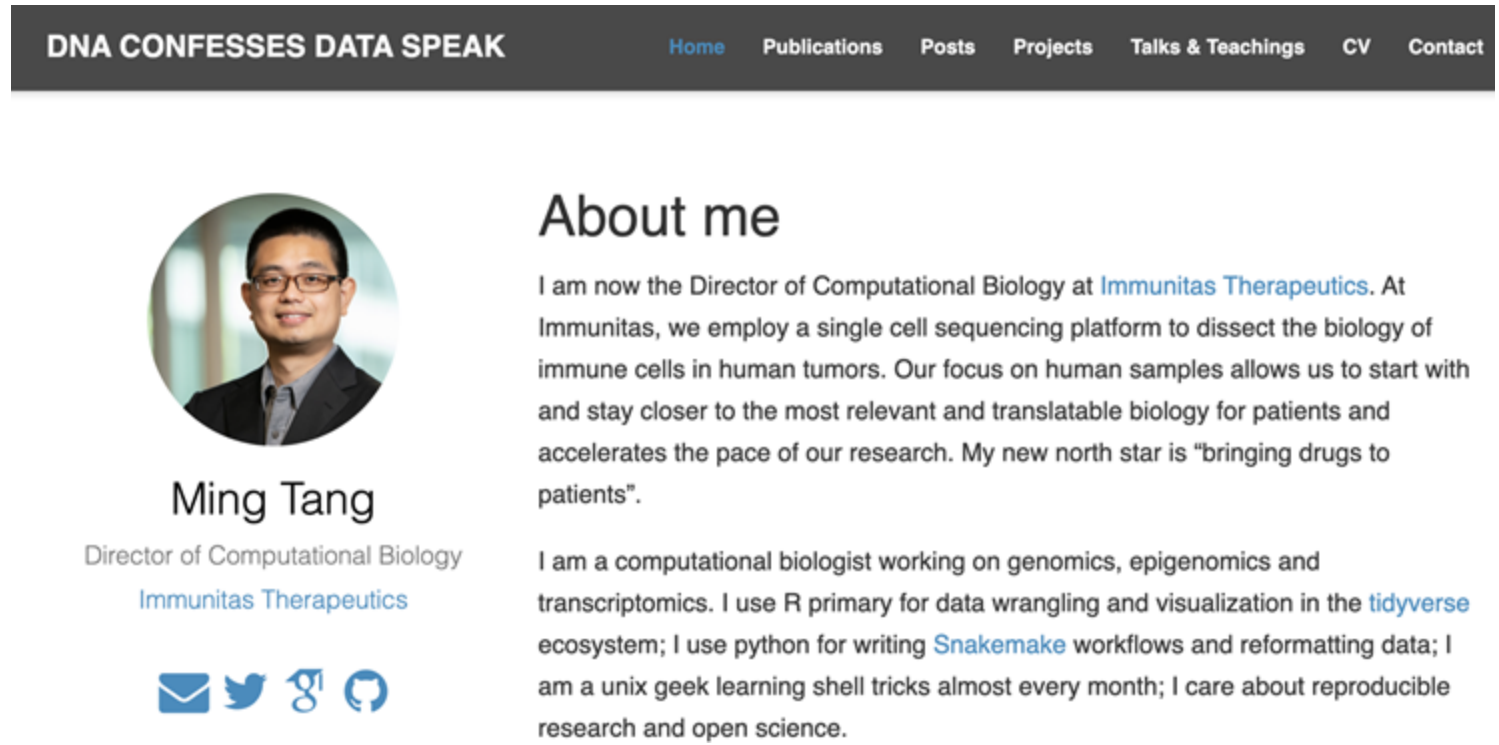 DNA CONFESSES DATA SPEAK
Home Publications Posts Projects Talks & Teachings CV Contact
Ming Tang
Director of Computational Biology
Immunitas Therapeutics
About me
I am now the Director of Computational Biology at Immunitas Therapeutics. At
Immunitas, we employ a single cell sequencing platform to dissect the biology of
immune cells in human tumors. Our focus on human samples allows us to start with
and stay closer to the most relevant and translatable biology for patients and
accelerates the pace of our research. My new north star is “bringing drugs to
patients”.
I am a computational biologist working on genomics, epigenomics and
transcriptomics. I use R primary for data wrangling and visualization in the tidyverse
ecosystem; I use python for writing Snakemake workflows and reformatting data; I
am a unix geek learning shell tricks almost every month; I care about reproducible
research and open science.